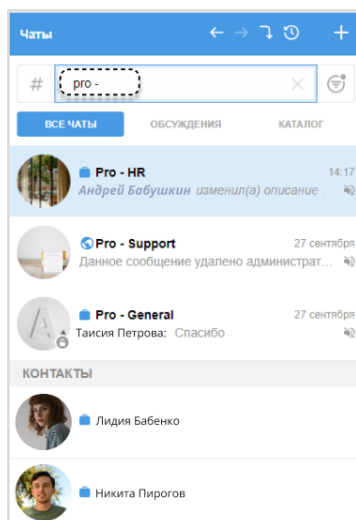 Чаты
# pro -
ВСЕ ЧАТЫ ОБСУЖДЕНИЯ КАТАЛОГ
Pro - HR 14:17
Андрей Бабушкин изменил(а) описание ...
Pro - Support 27 сентября
Данное сообщение удалено администрат...
A Pro - General 27 сентября
Таисия Петрова: Спасибо
КОНТАКТЫ
Лидия Бабенко
Никита Пирогов